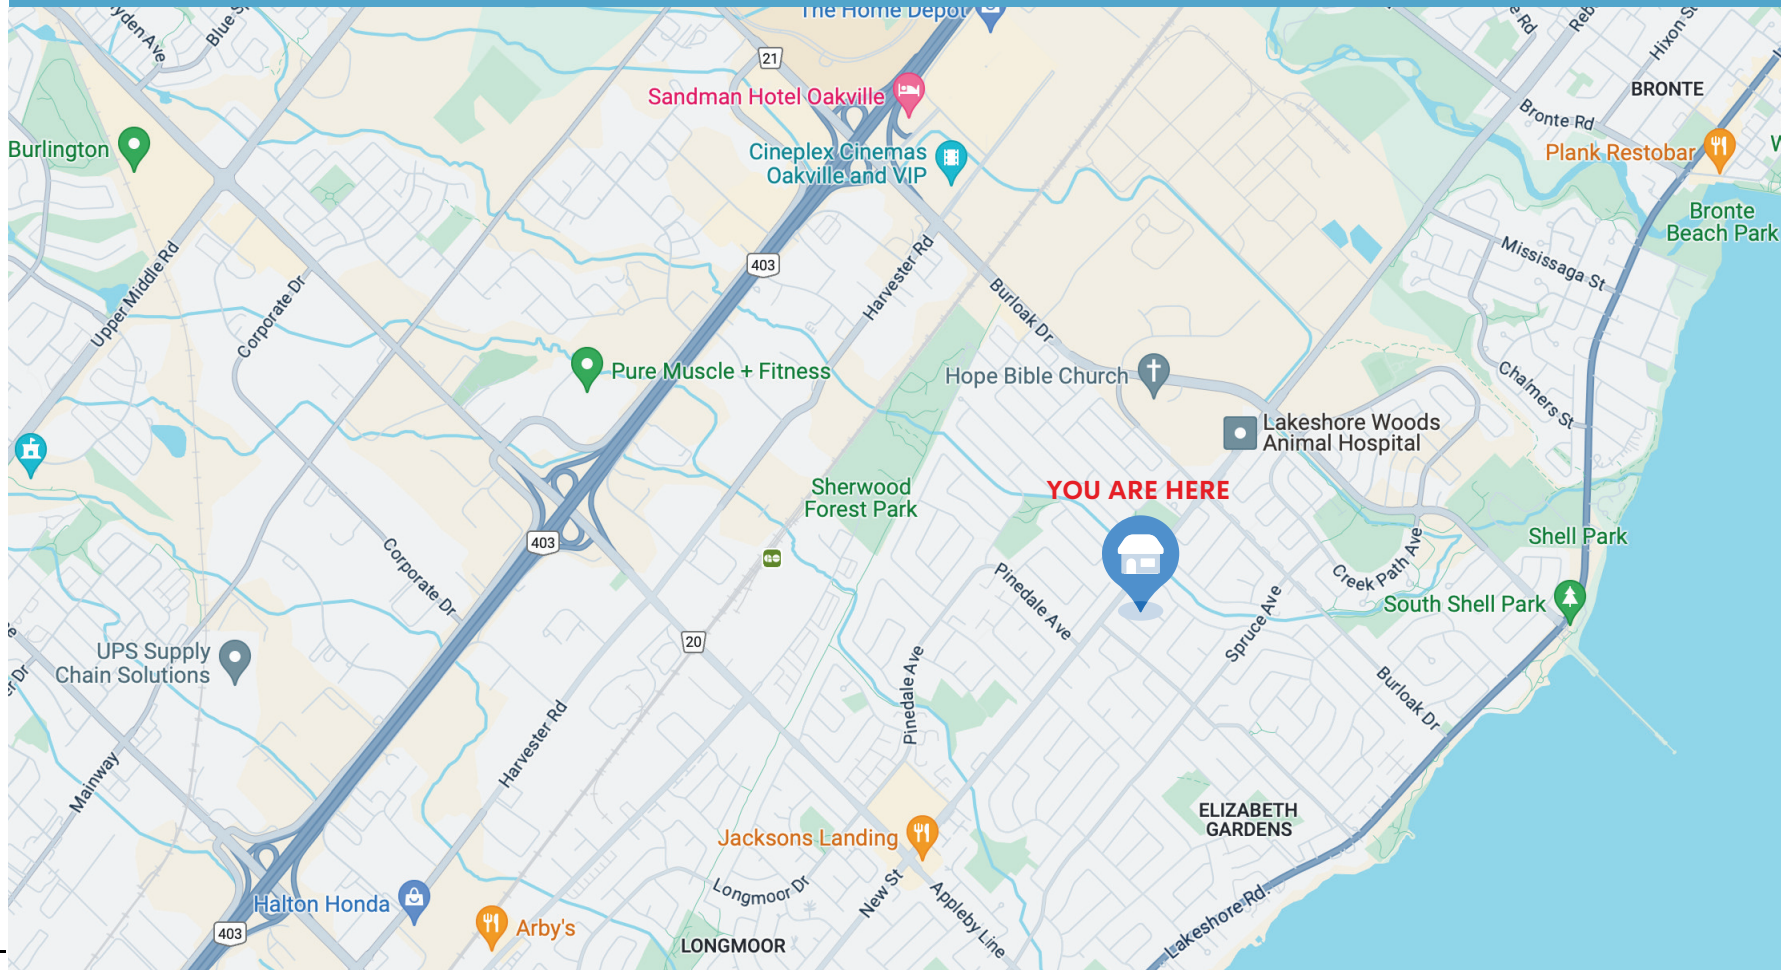 The Home Depot
21
Sandman Hotel Oakville
BRONTE
Hixon St
Blue
yden Ave
Bronte Rd
Burlington
Cineplex Cinemas
Oakville and VIP
Plank Restobar
Bronte
Beach Park
Upper Middle Rd
Corporate Dr
403
Harvester Rd
Burloak Dr
Mississaga St
Pure Muscle + Fitness
Hope Bible Church
Chalmers St
Lakeshore Woods
Animal Hospital
YOU ARE HERE
Sherwood
Forest Park
403
Shell Park
Corporate Dr
Pinedale Ave
Creek Path Ave
South Shell Park
Spruce Ave
20
UPS Supply
Chain Solutions
Pinedale Ave
Burloak Dr
Harvester Rd
Mainway
ELIZABETH
GARDENS
Jacksons Landing
Longmoor Dr
New St
Appleby Line
Halton Honda
Arby's
403
LONGMOOR
Lakeshore Rd.